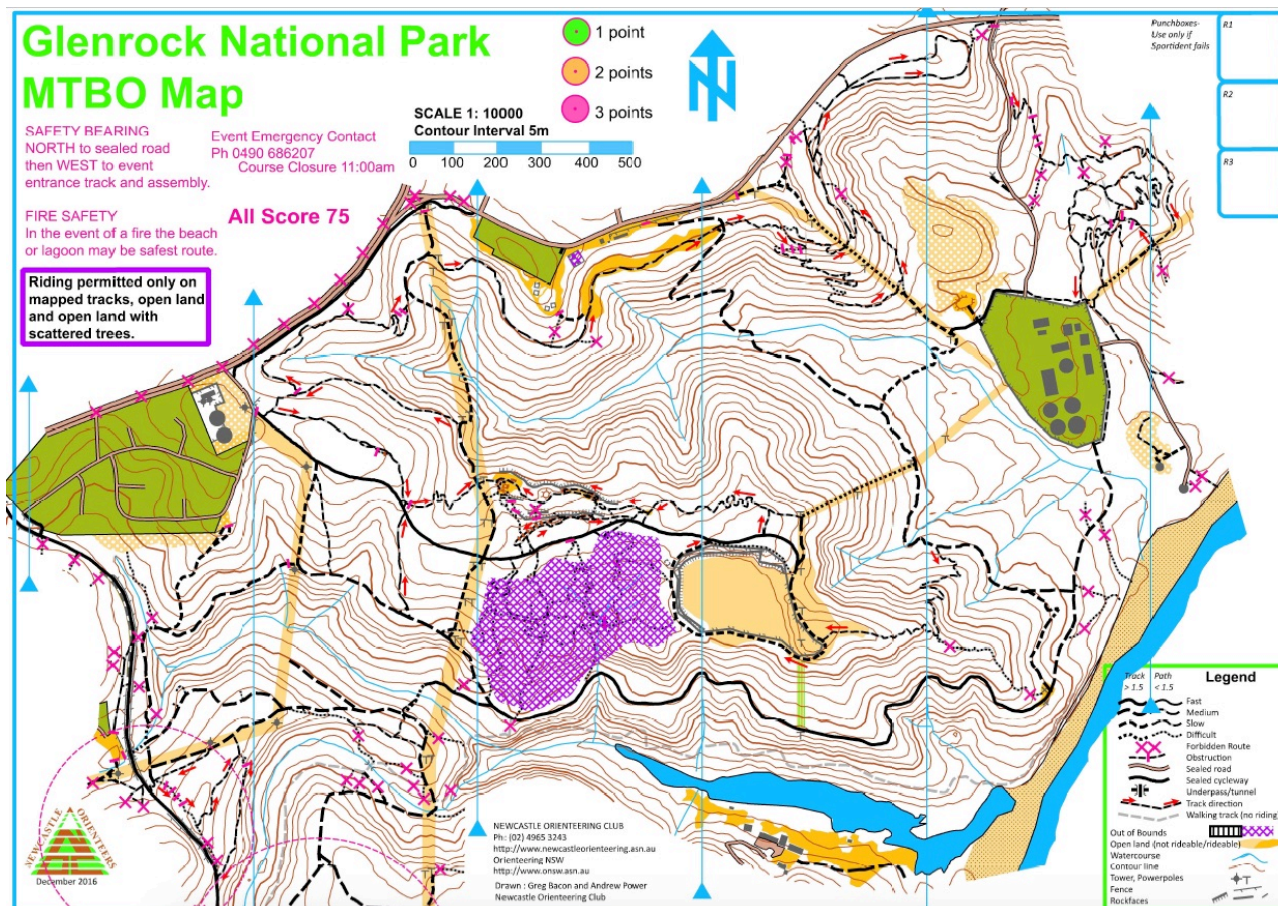 Glenrock National Park
MTBO Map
1 point
2 points
3 points
SAFETY BEARING
NORTH to sealed road
then WEST to event
entrance track and assembly.
Event Emergency Contact
Ph 0490 686207
Course Closure 11:00am
SCALE 1: 10000
Contour Interval 5m
0 100 200 300 400 500
N
FIRE SAFETY
In the event of a fire the beach
or lagoon may be safest route.
All Score 75
Riding permitted only on
mapped tracks, open land
and open land with
scattered trees.
Punchboxes-
Use only if
Sportident fails
R1
R2
R3
Legend
Track Path
> 1.5 < 1.5
Fast
Medium
Slow
Difficult
Forbidden Route
Obstruction
Sealed road
Sealed cycleway
Underpass/tunnel
Track direction
Walking track (no riding)
Out of Bounds
Open land (not rideable/rideable)
Watercourse
Contour line
Tower, Powerpoles
Fence
Rockfaces
NEWCASTLE ORIENTEERS
December 2016
NEWCASTLE ORIENTEERING CLUB
Ph: (02) 4965 3243
http://www.newcastleorienteering.asn.au
Orienteering NSW
http://www.onsw.asn.au
Drawn : Greg Bacon and Andrew Power
Newcastle Orienteering Club